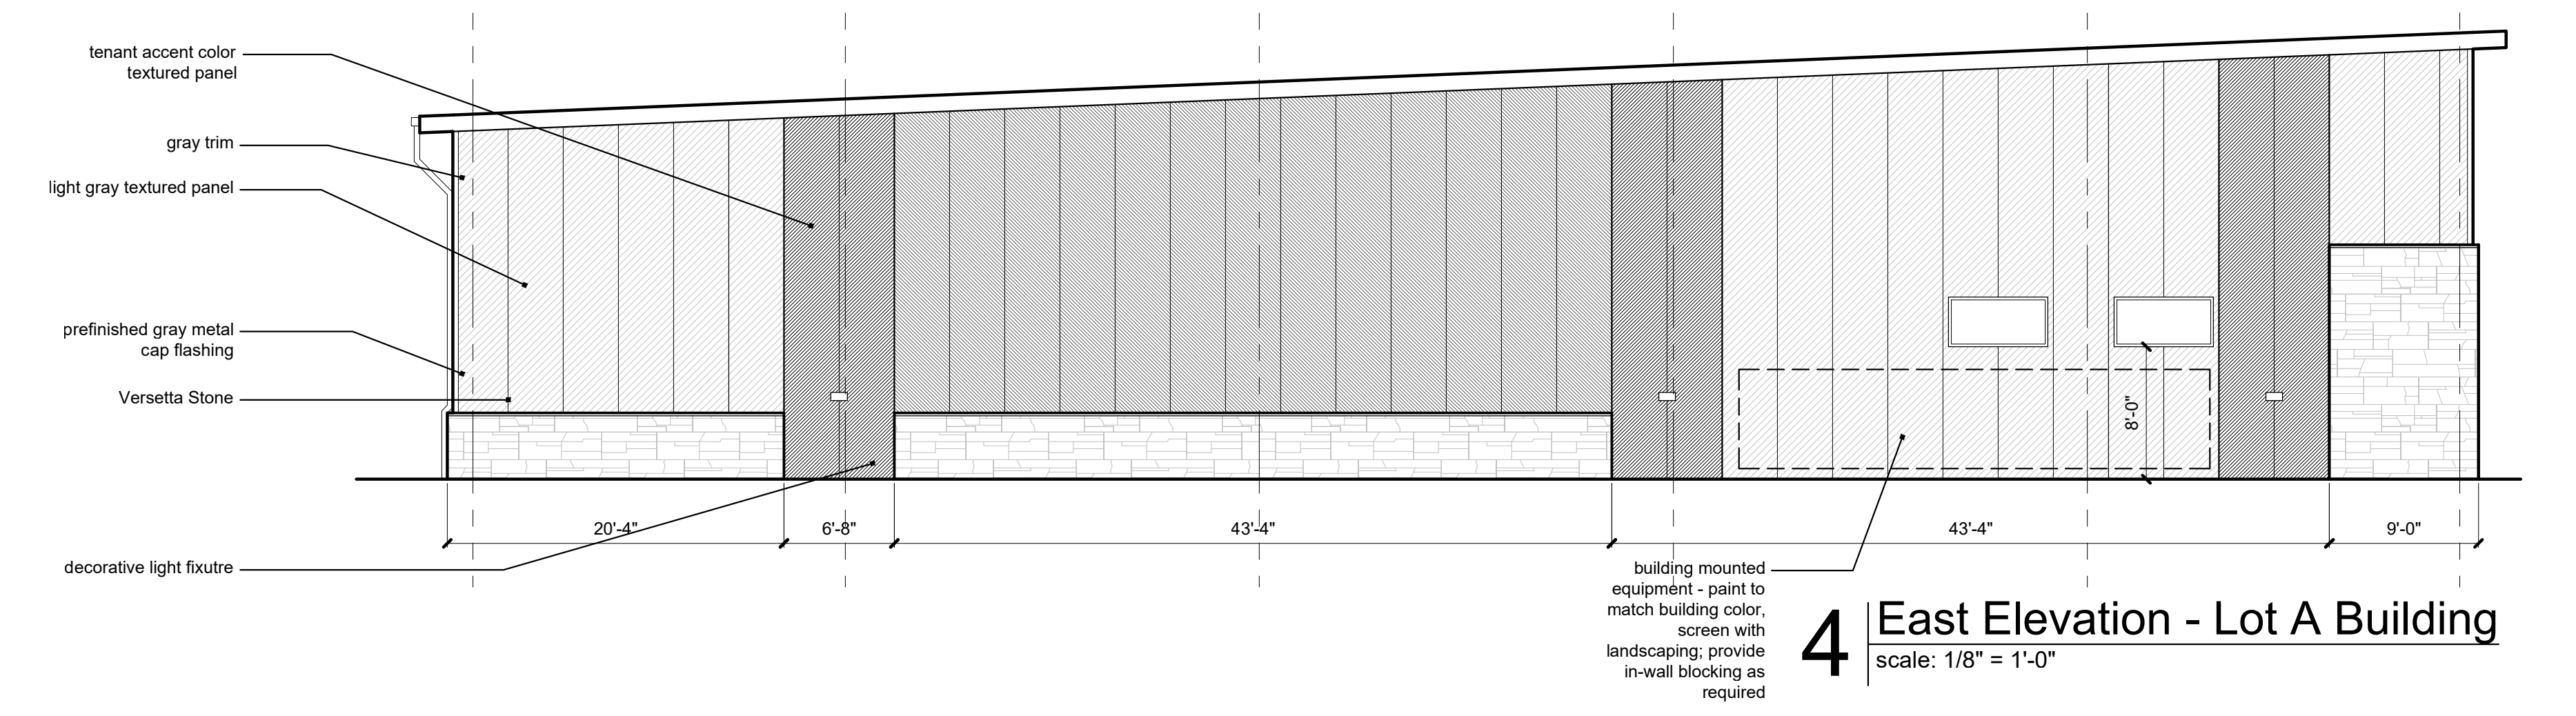 tenant accent color
textured panel
gray trim
light gray textured panel
prefinished gray metal
cap flashing
Versetta Stone
8'-0"
20'-4"
6'-8"
43'-4"
43'-4"
9'-0"
decorative light fixutre
building mounted
equipment - paint to
match building color,
screen with
landscaping; provide
in-wall blocking as
required
4
East Elevation - Lot A Building
scale: 1/8" = 1'-0"